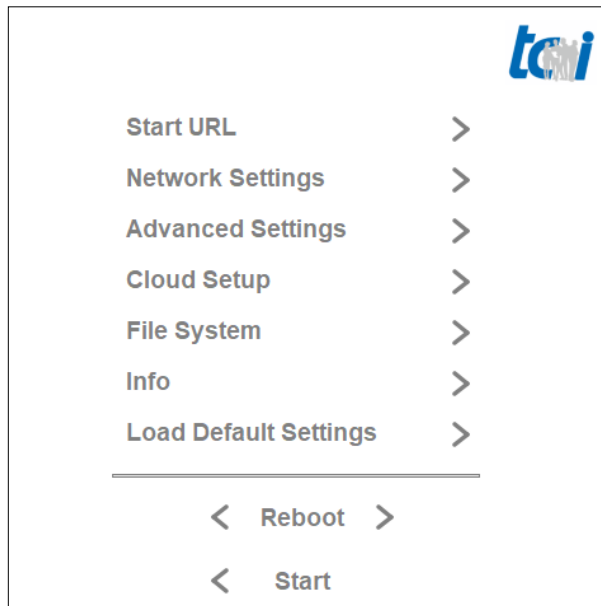 tci
Start URL
Network Settings
Advanced Settings
Cloud Setup
File System
Info
Load Default Settings
Reboot
Start